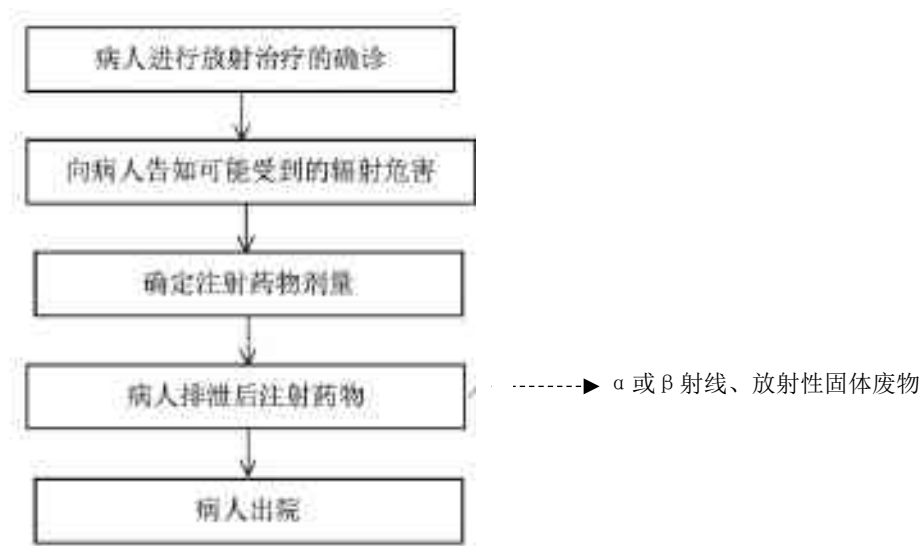 病人进行放射治疗的确诊
向病人告知可能受到的辐射危害
确定注射药物剂量
病人排泄后注射药物
α或β射线、放射性固体废物
病人出院